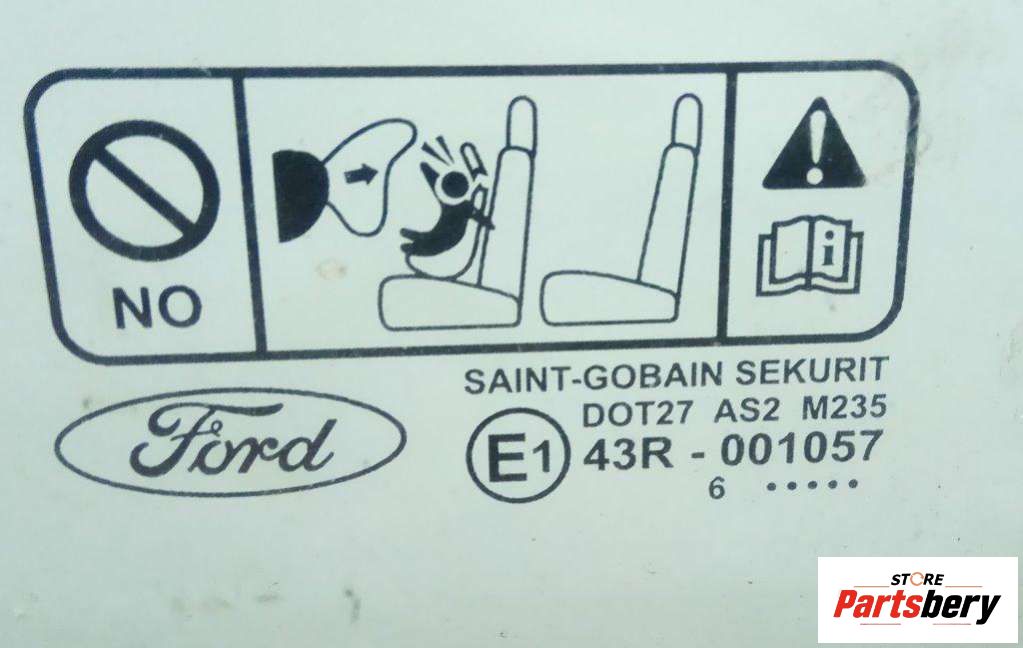 NO
i
SAINT-GOBAIN SEKURIT
DOT27 AS2 M235
Ford
E1
43R - 001057
6 •••••
STORE
Partsbery